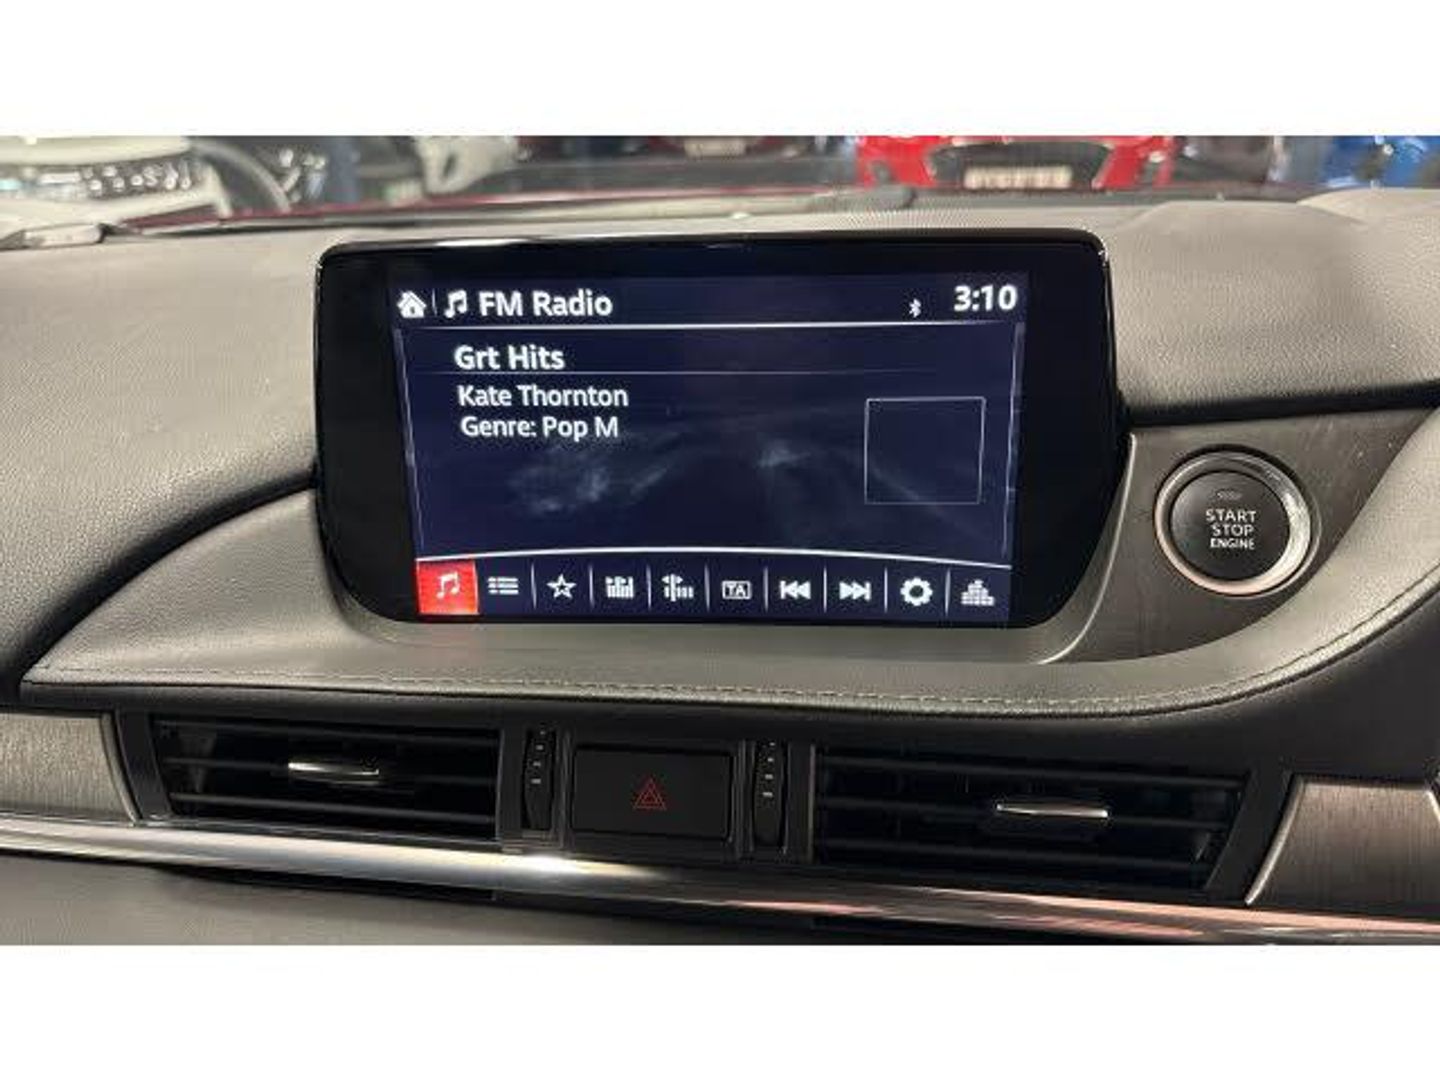 FM Radio
3:10
Grt Hits
Kate Thornton
Genre: Pop M
TA
START
STOP
ENGINE